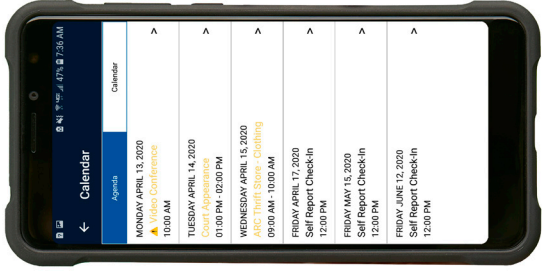 47% 7:36 AM
Calendar
Agenda
Calendar
MONDAY APRIL 13, 2020
Video Conference
10:00 AM
TUESDAY APRIL 14, 2020
Court Appearance
01:00 PM - 02:00 PM
WEDNESDAY APRIL 15, 2020
ARC Thrift Store - Clothing
09:00 AM - 10:00 AM
FRIDAY APRIL 17, 2020
Self Report Check-In
12:00 PM
FRIDAY MAY 15, 2020
Self Report Check-In
12:00 PM
FRIDAY JUNE 12, 2020
Self Report Check-In
12:00 PM